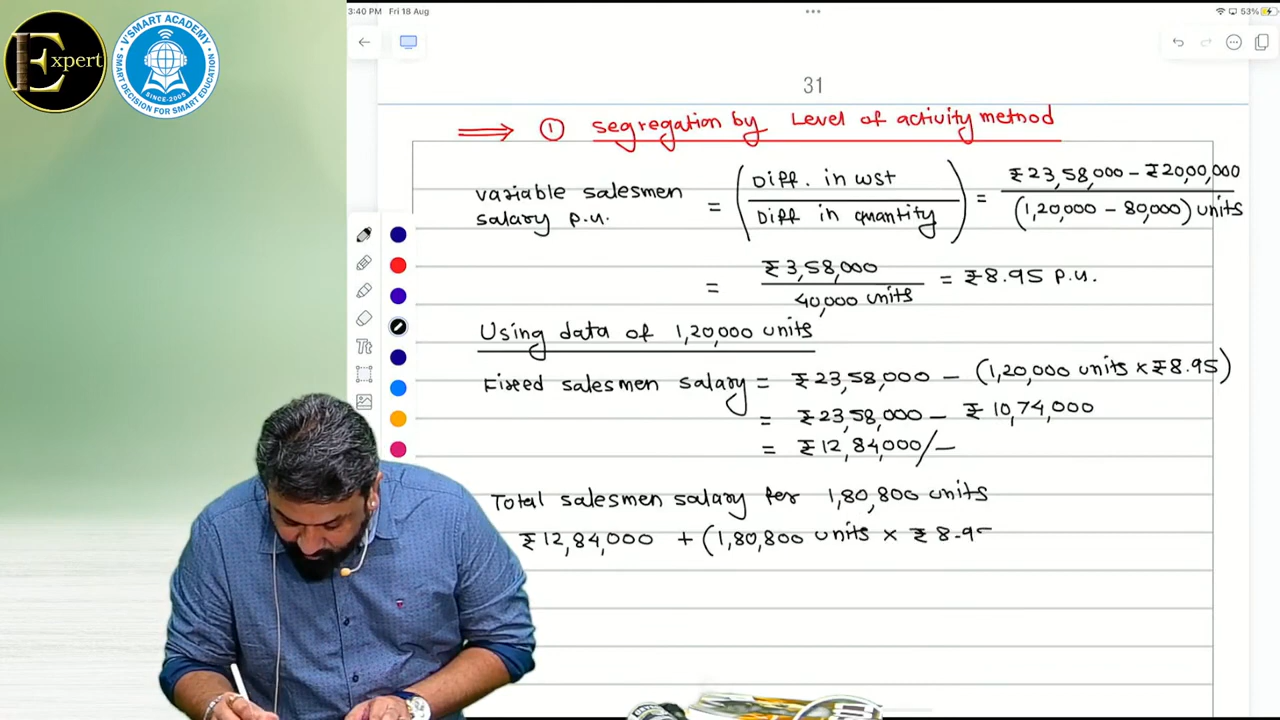 3:40 PM Fri 18 Aug
53%
Expert
V'SMART ACADEMY
SINCE-2005
SMART DECISION FOR SMART EDUCATION
31
⟹ ① segregation by Level of activity method
variable salesmen salary p.u. = (Diff. in cost / Diff in quantity) = ₹23,58,000 - ₹20,00,000 / (1,20,000 - 80,000) units
= ₹3,58,000 / 40,000 units = ₹8.95 p.u.
Using data of 1,20,000 units
Fixed salesmen salary = ₹23,58,000 - (1,20,000 units × ₹8.95)
= ₹23,58,000 - ₹10,74,000
= ₹12,84,000/-
Total salesmen salary for 1,80,800 units
₹12,84,000 + (1,80,800 units × ₹8.95
Tt